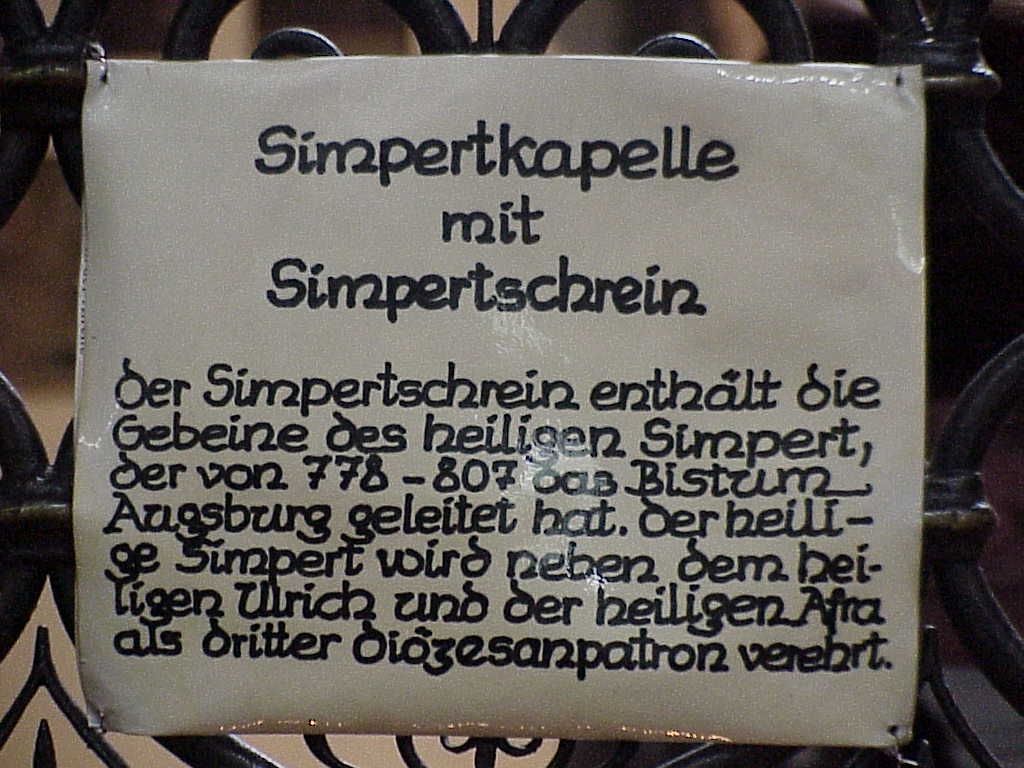 Simpertkapelle
mit
Simpertschrein
der Simpertschrein enthält die
Gebeine des heiligen Simpert,
der von 778 - 807 das Bistum
Augsburg geleitet hat. der heili-
ge Simpert wird neben dem hei-
ligen Ulrich und der heiligen Afra
als dritter diözesanpatron verehrt.